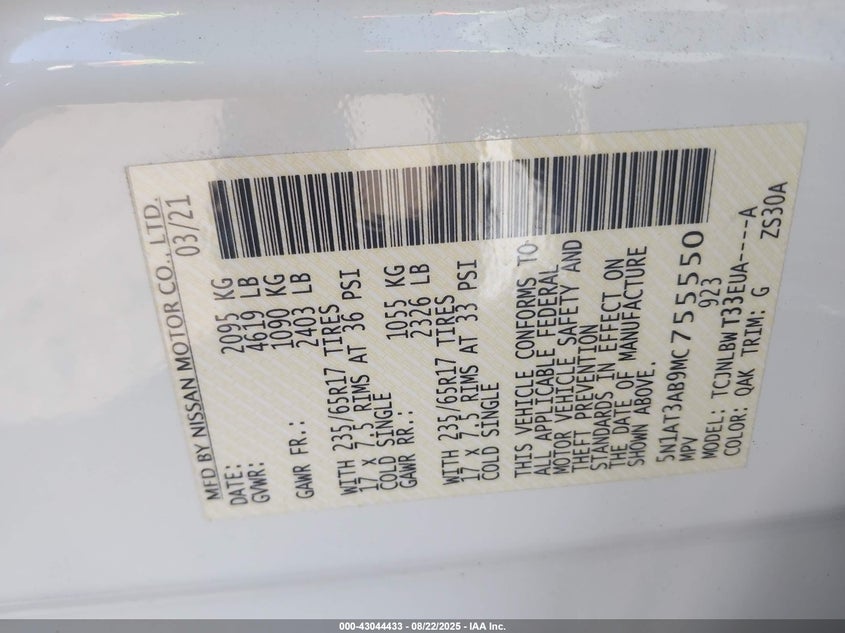 MFD BY NISSAN MOTOR CO., LTD.
DATE: 03/21
GVWR: 2095 KG
4619 LB
GAWR FR.: 1090 KG
2403 LB
WITH 235/65R17 TIRES
17 X 7.5 RIMS AT 36 PSI
COLD SINGLE
GAWR RR.: 1055 KG
2326 LB
WITH 235/65R17 TIRES
17 X 7.5 RIMS AT 33 PSI
COLD SINGLE
THIS VEHICLE CONFORMS TO
ALL APPLICABLE FEDERAL
MOTOR VEHICLE SAFETY AND
THEFT PREVENTION
STANDARDS IN EFFECT ON
THE DATE OF MANUFACTURE
SHOWN ABOVE.
5N1AT3AB9MC755550
MPV 923
MODEL: TCJNLBW T33EUA----A
COLOR: QAK TRIM: G ZS30A
000-43044433 - 08/22/2025 - IAA Inc.